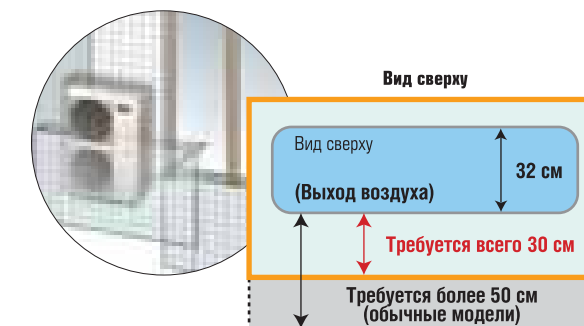 Вид сверху
Вид сверху
32 см
(Выход воздуха)
Требуется всего 30 см
Требуется более 50 см
(обычные модели)